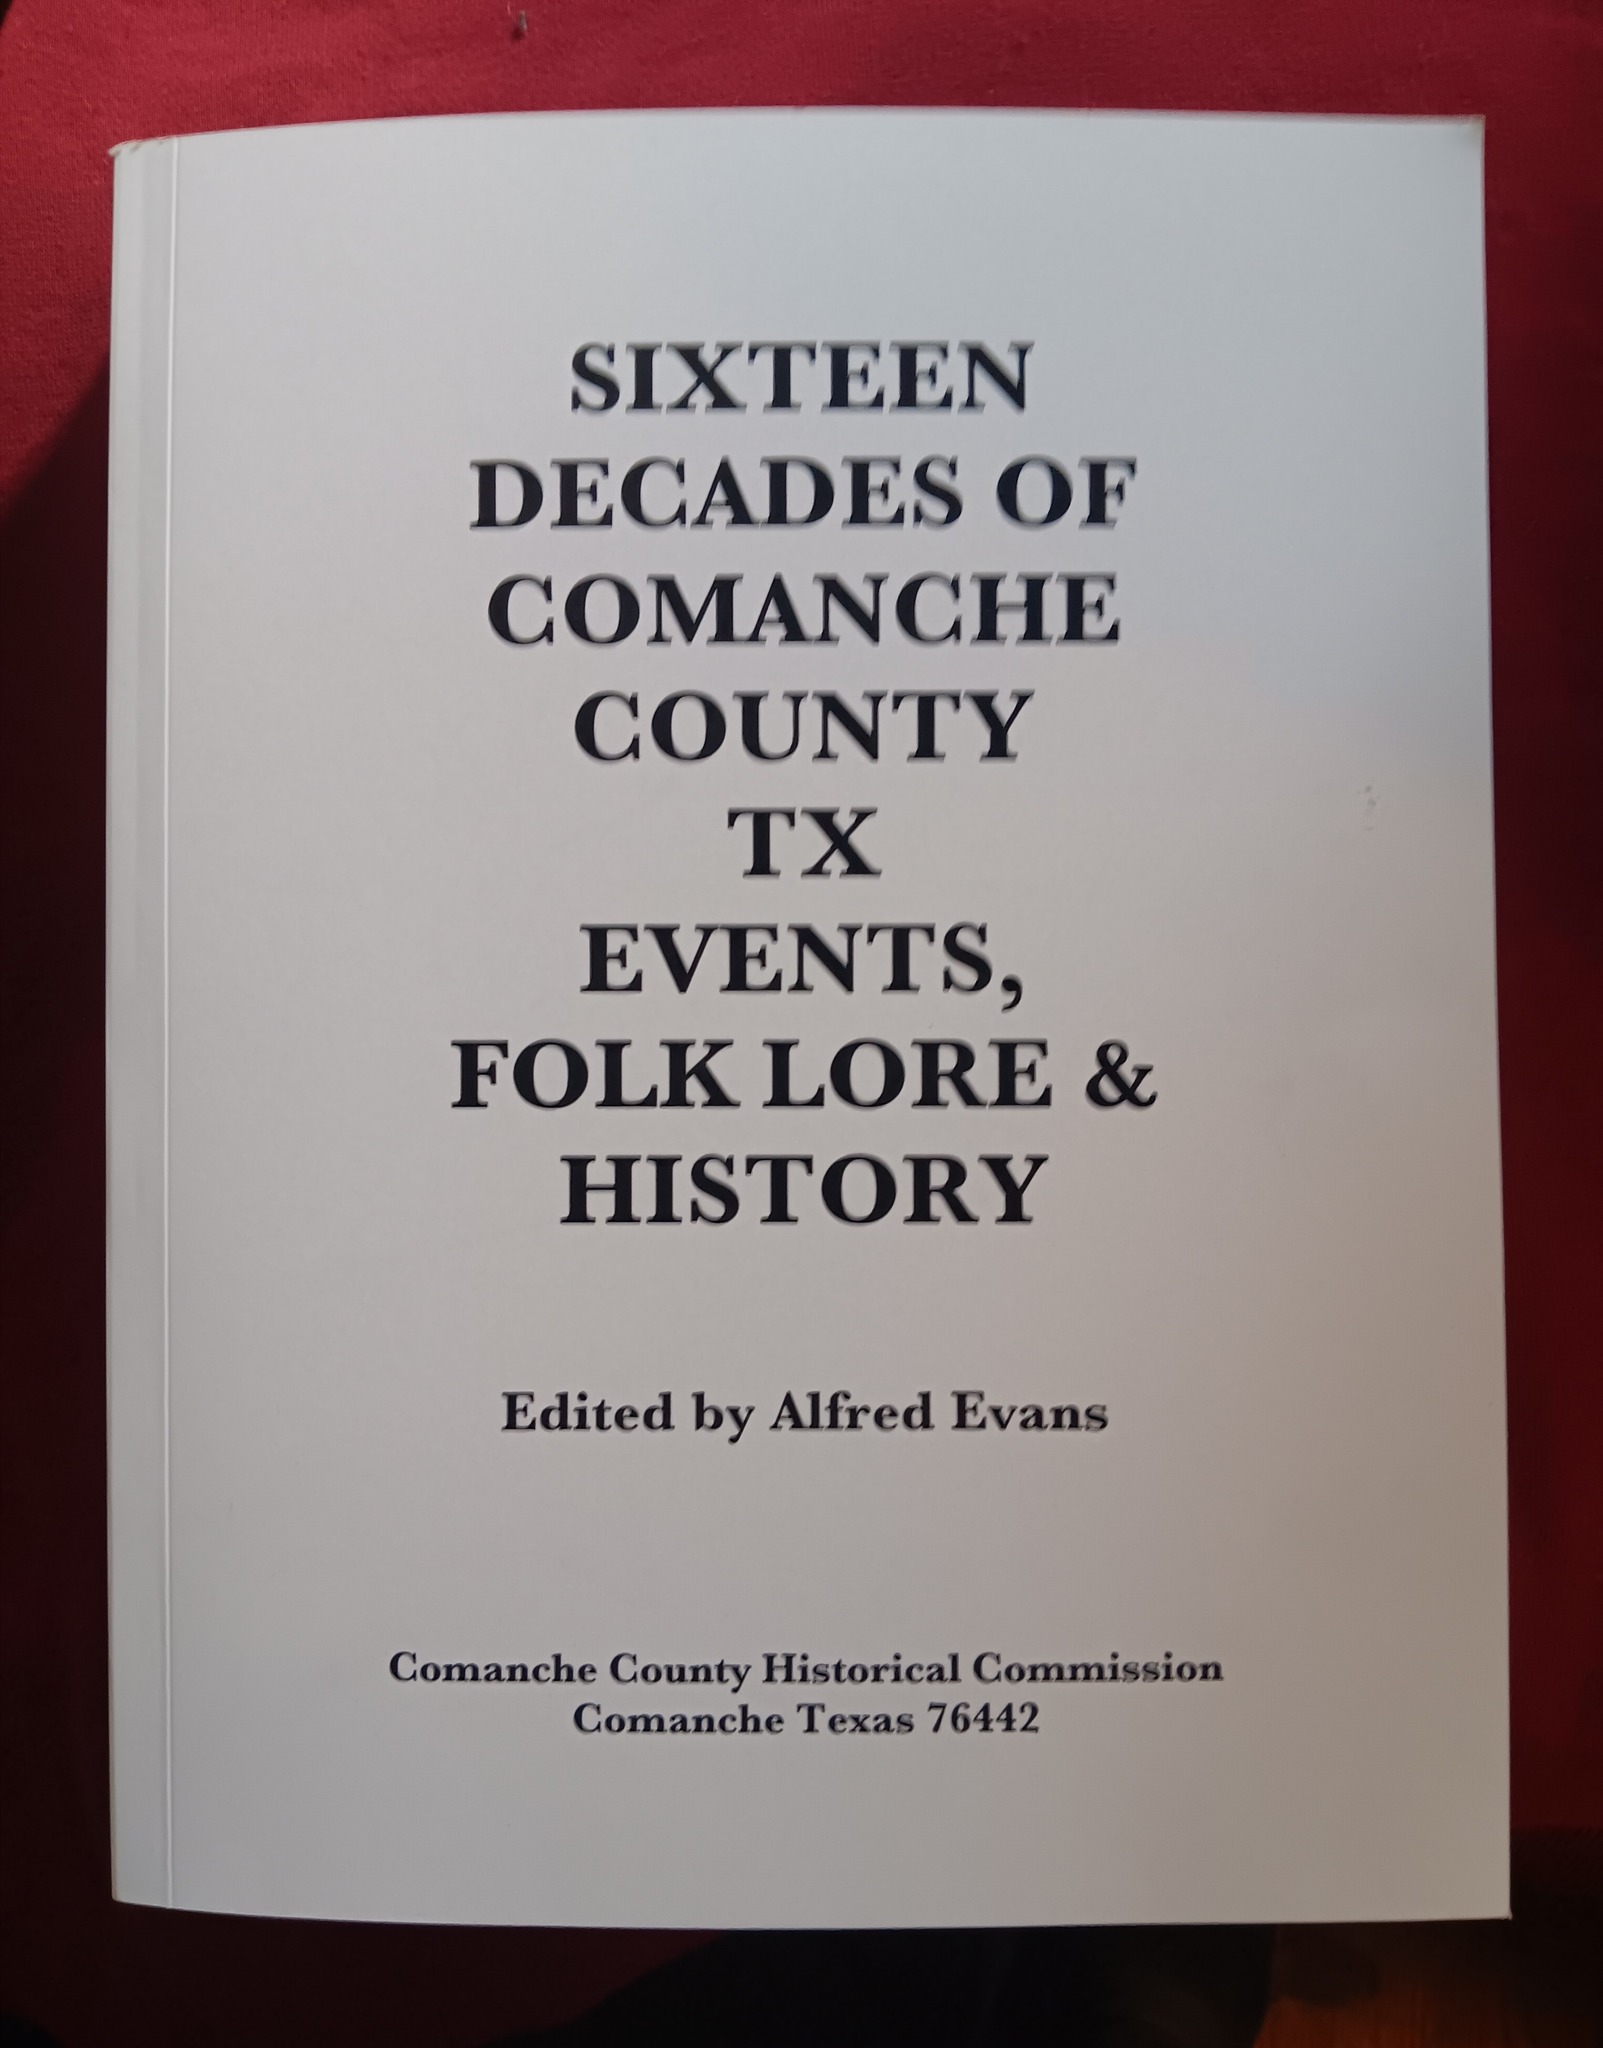 SIXTEEN
DECADES OF
COMANCHE
COUNTY
TX
EVENTS,
FOLK LORE &
HISTORY
Edited by Alfred Evans
Comanche County Historical Commission
Comanche Texas 76442